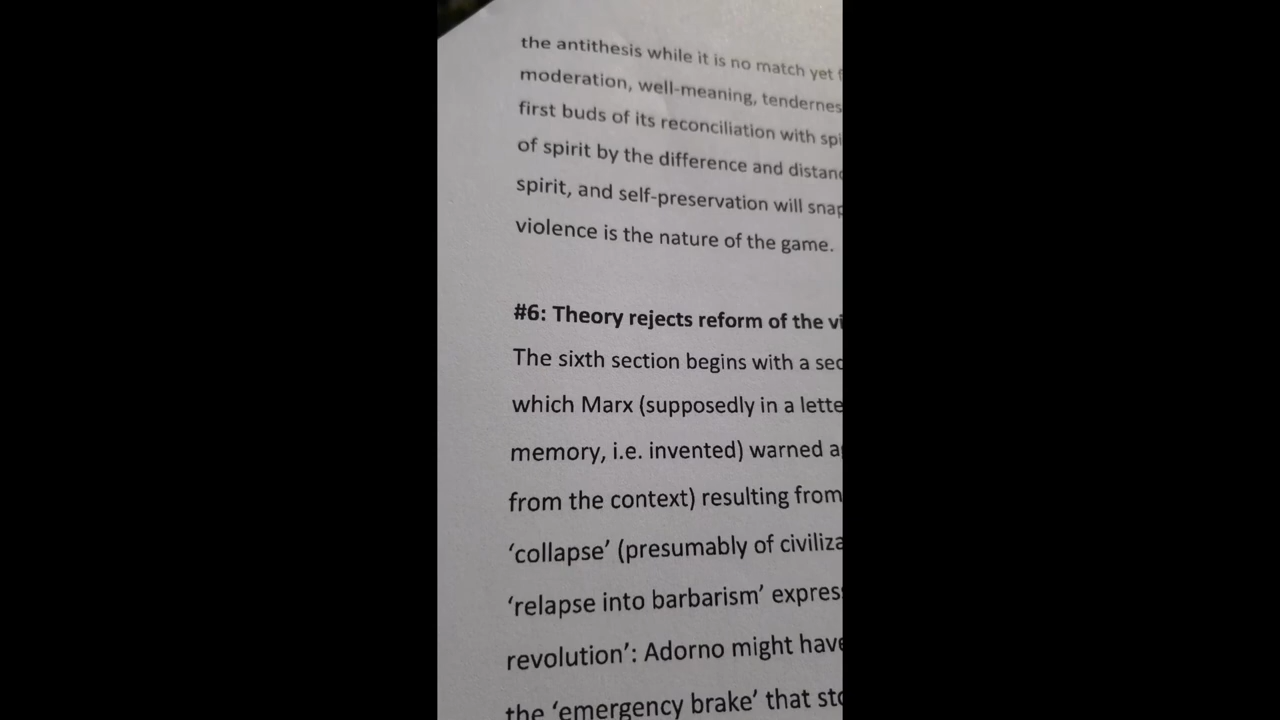 the antithesis while it is no match yet
moderation, well-meaning,
first buds of its reconciliation with
of spirit by the difference and
spirit, and self-preservation will
violence is the nature of the game.
#6: Theory rejects reform of the
The sixth section begins with a
which Marx (supposedly in a
memory, i.e. invented) warned
from the context) resulting from
‘collapse’ (presumably of
‘relapse into barbarism’
revolution’: Adorno might have
the ‘emergency brake’ that